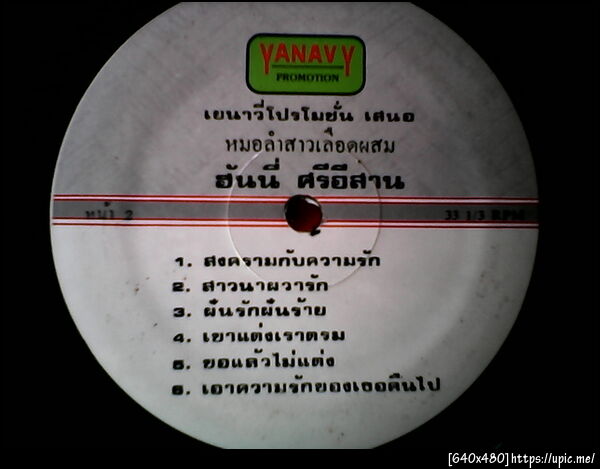 YANAVY
PROMOTION
เยนาวี่โปรโมชั่น เสนอ
หมอลำสาวเลือดผสม
ฮันนี่ ศรีอีสาน
หน้า 2
33 1/3 RPM
1. สงครามกับความรัก
2. สาวนาผวารัก
3. ฝันรักฝันร้าย
4. เขาแต่งเราตรม
5. ขอแล้วไม่แต่ง
6. เอาความรักของเธอคืนไป
[640x480]https://upic.me/